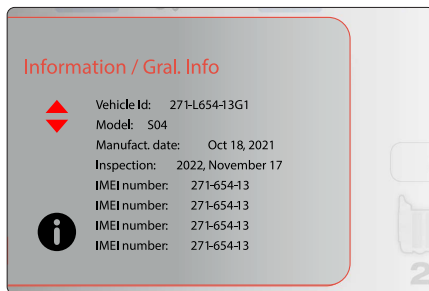 Information / Gral. Info
Vehicle Id: 271-L654-13G1
Model: S04
Manufact. date: Oct 18, 2021
Inspection: 2022, November 17
IMEI number: 271-654-13
IMEI number: 271-654-13
IMEI number: 271-654-13
IMEI number: 271-654-13
2